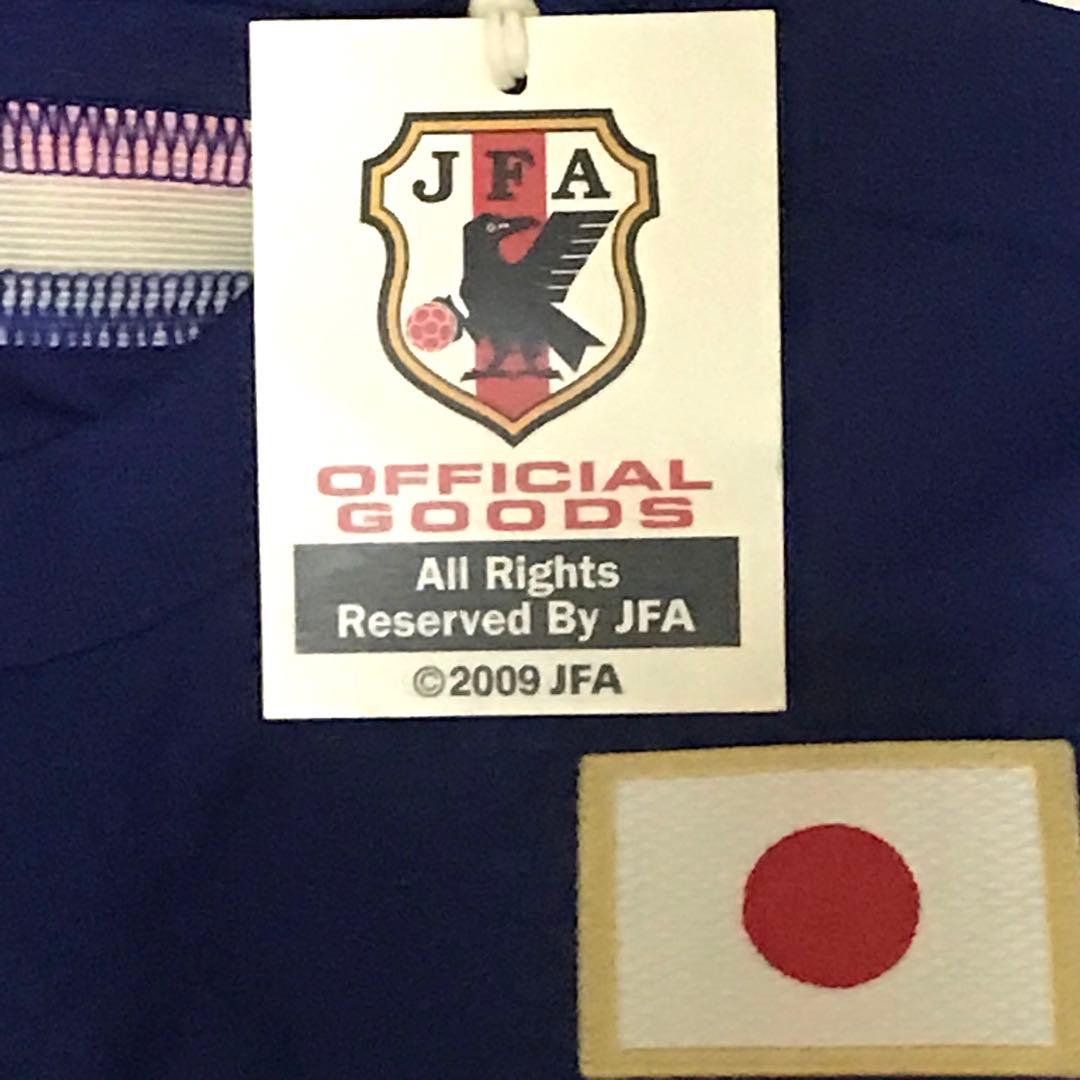 JFA
OFFICIAL
GOODS
All Rights
Reserved By JFA
©2009 JFA